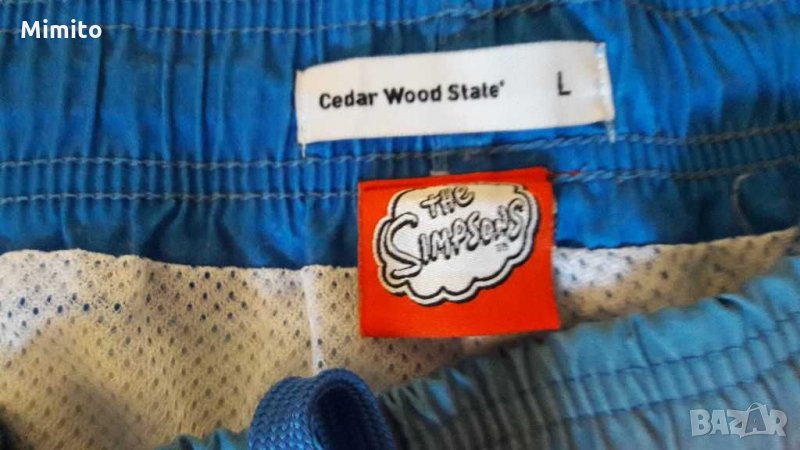 Mimito
Cedar Wood State'
L
THE
SIMPSONS
BAZAR